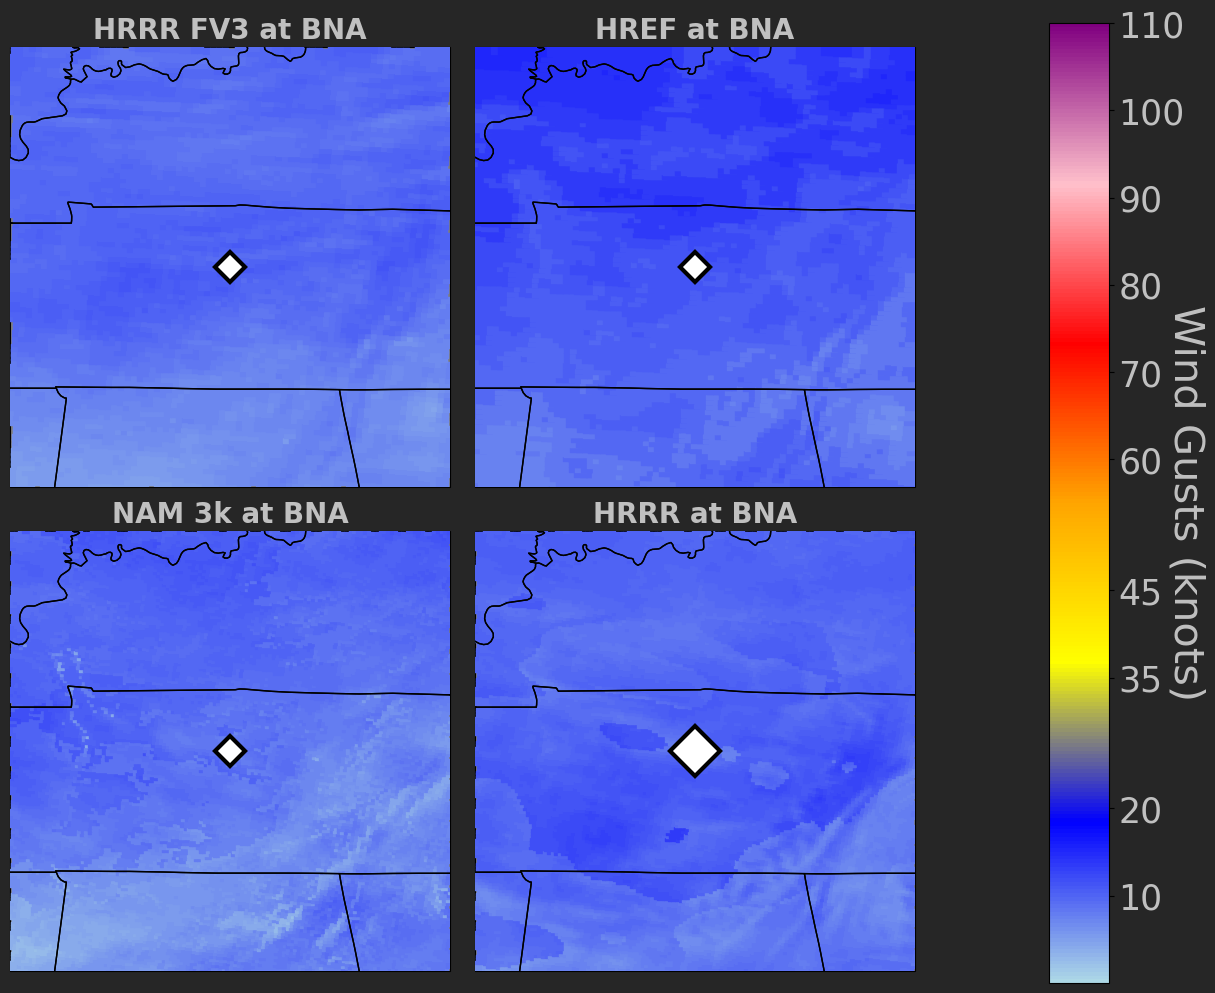 HRRR FV3 at BNA
HREF at BNA
NAM 3k at BNA
HRRR at BNA
110
100
90
80
70
60
45
35
20
10
Wind Gusts (knots)